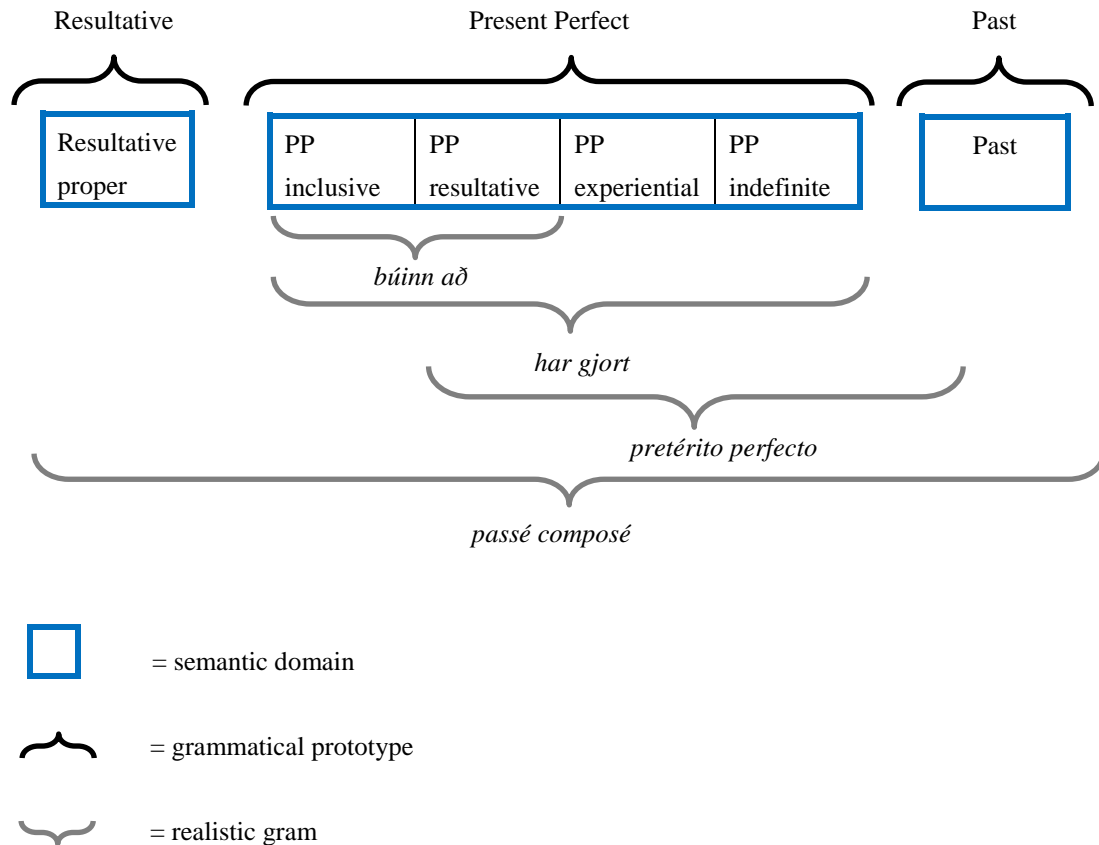 Resultative Present Perfect Past
Resultative PP PP PP PP Past
proper inclusive resultative experiential indefinite
búinn að
har gjort
pretérito perfecto
passé composé
= semantic domain
= grammatical prototype
= realistic gram